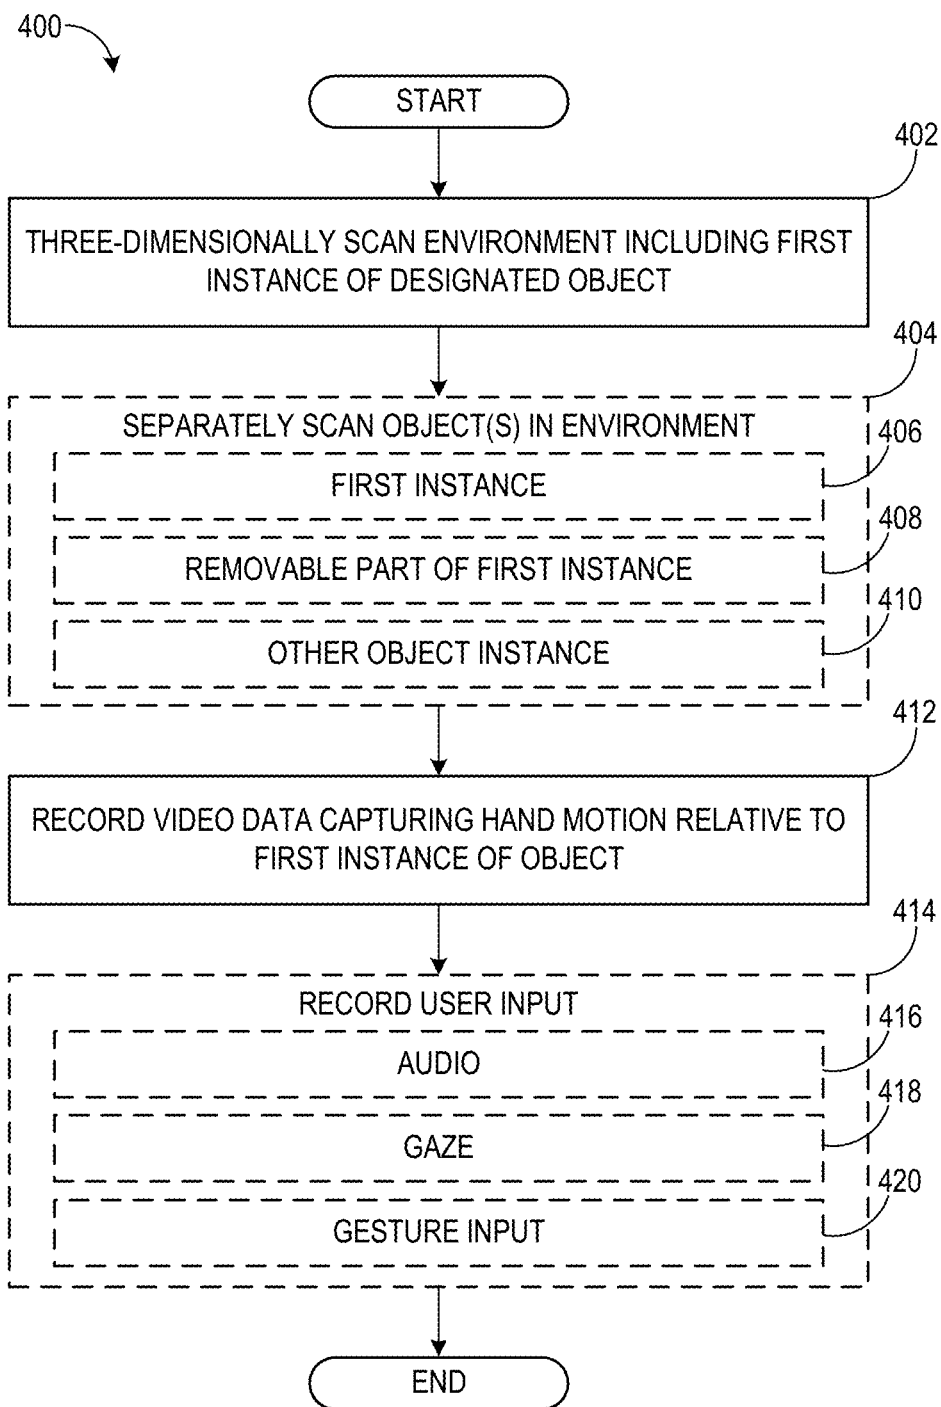 400
START
402
THREE-DIMENSIONALLY SCAN ENVIRONMENT INCLUDING FIRST
INSTANCE OF DESIGNATED OBJECT
404
SEPARATELY SCAN OBJECT(S) IN ENVIRONMENT
406
FIRST INSTANCE
408
REMOVABLE PART OF FIRST INSTANCE
410
OTHER OBJECT INSTANCE
412
RECORD VIDEO DATA CAPTURING HAND MOTION RELATIVE TO
FIRST INSTANCE OF OBJECT
414
RECORD USER INPUT
416
AUDIO
418
GAZE
420
GESTURE INPUT
END